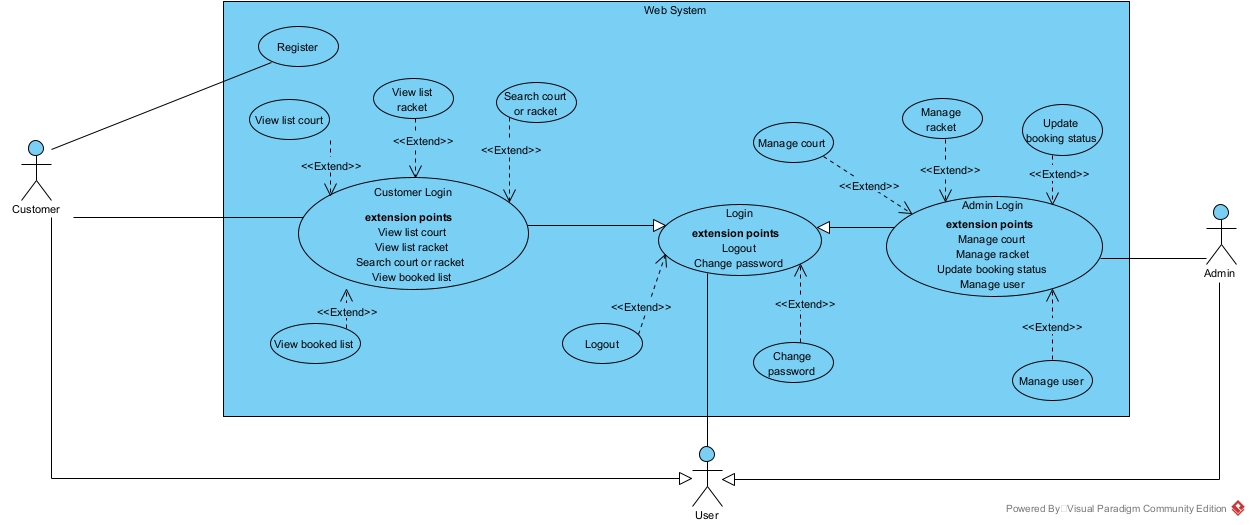 Web System
Register
View list
racket
View list court
Search court
or racket
Manage
racket
Update
booking status
Manage court
<<Extend>>
<<Extend>>
<<Extend>>
<<Extend>>
<<Extend>>
<<Extend>>
Customer
Customer Login
extension points
View list court
View list racket
Search court or racket
View booked list
Login
extension points
Logout
Change password
Admin Login
extension points
Manage court
Manage racket
Update booking status
Manage user
Admin
<<Extend>>
<<Extend>>
<<Extend>>
<<Extend>>
View booked list
Logout
Change
password
Manage user
User
Powered By Visual Paradigm Community Edition